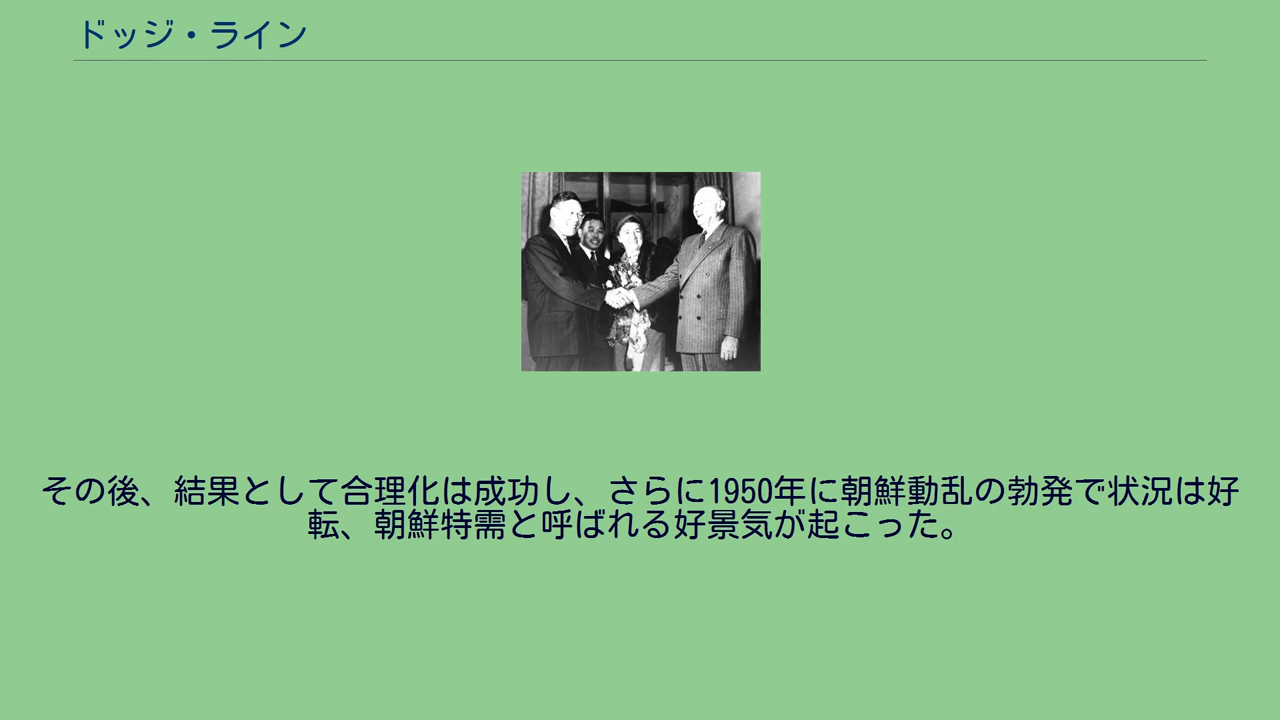 ドッジ・ライン
その後、結果として合理化は成功し、さらに1950年に朝鮮動乱の勃発で状況は好
転、朝鮮特需と呼ばれる好景気が起こった。